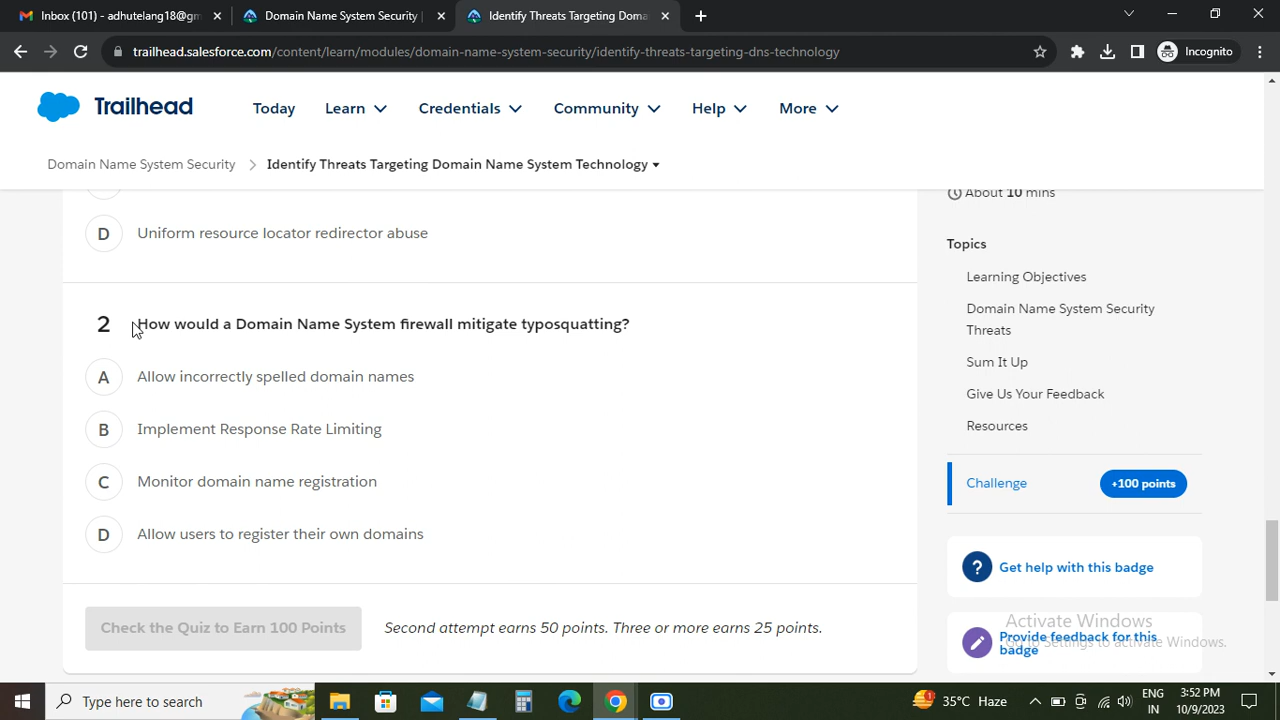 Inbox (101) - adhutelang18@gm
Domain Name System Security |
Identify Threats Targeting Doma
trailhead.salesforce.com/content/learn/modules/domain-name-system-security/identify-threats-targeting-dns-technology
Incognito
Trailhead
Today
Learn
Credentials
Community
Help
More
Domain Name System Security > Identify Threats Targeting Domain Name System Technology
D Uniform resource locator redirector abuse
2 How would a Domain Name System firewall mitigate typosquatting?
A Allow incorrectly spelled domain names
B Implement Response Rate Limiting
C Monitor domain name registration
D Allow users to register their own domains
Check the Quiz to Earn 100 Points
Second attempt earns 50 points. Three or more earns 25 points.
About 10 mins
Topics
Learning Objectives
Domain Name System Security
Threats
Sum It Up
Give Us Your Feedback
Resources
Challenge
+100 points
? Get help with this badge
Provide feedback for this
badge
Activate Windows
Go to Settings to activate Windows.
Type here to search
1
35°C Haze
ENG
IN
3:52 PM
10/9/2023